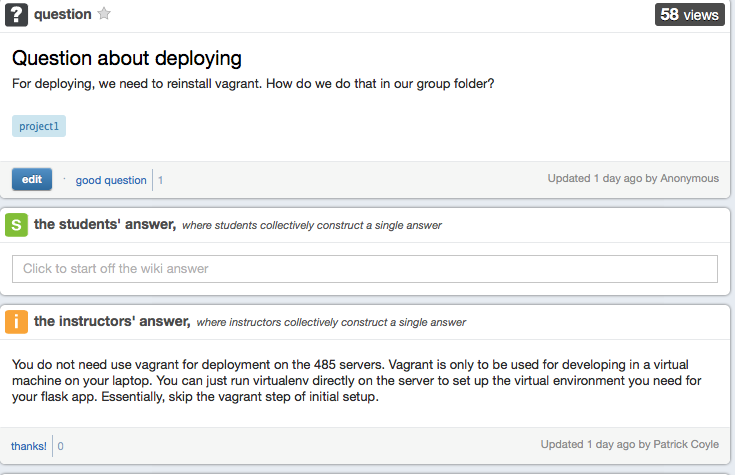 ? question
58 views
Question about deploying
For deploying, we need to reinstall vagrant. How do we do that in our group folder?
project1
edit · good question 1
Updated 1 day ago by Anonymous
S the students' answer, where students collectively construct a single answer
Click to start off the wiki answer
i the instructors' answer, where instructors collectively construct a single answer
You do not need use vagrant for deployment on the 485 servers. Vagrant is only to be used for developing in a virtual
machine on your laptop. You can just run virtualenv directly on the server to set up the virtual environment you need for
your flask app. Essentially, skip the vagrant step of initial setup.
thanks! 0
Updated 1 day ago by Patrick Coyle